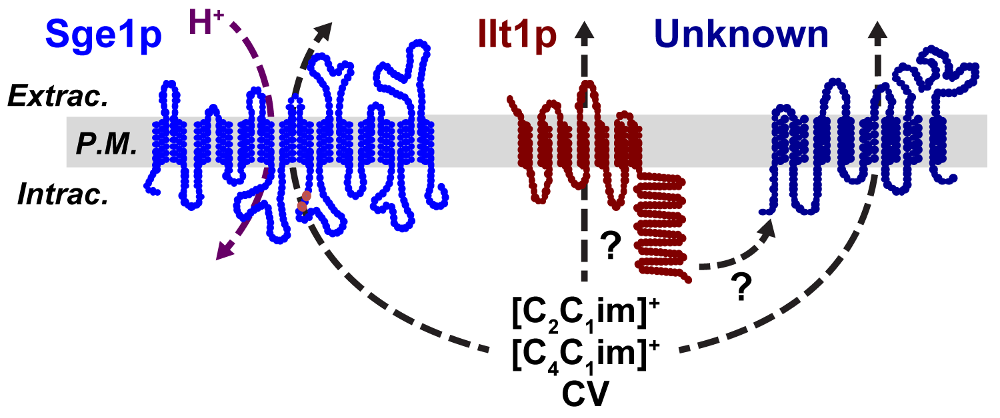 Sge1p
H⁺
Ilt1p
Unknown
Extrac.
P.M.
Intrac.
?
?
[C₂C₁im]⁺
[C₄C₁im]⁺
CV